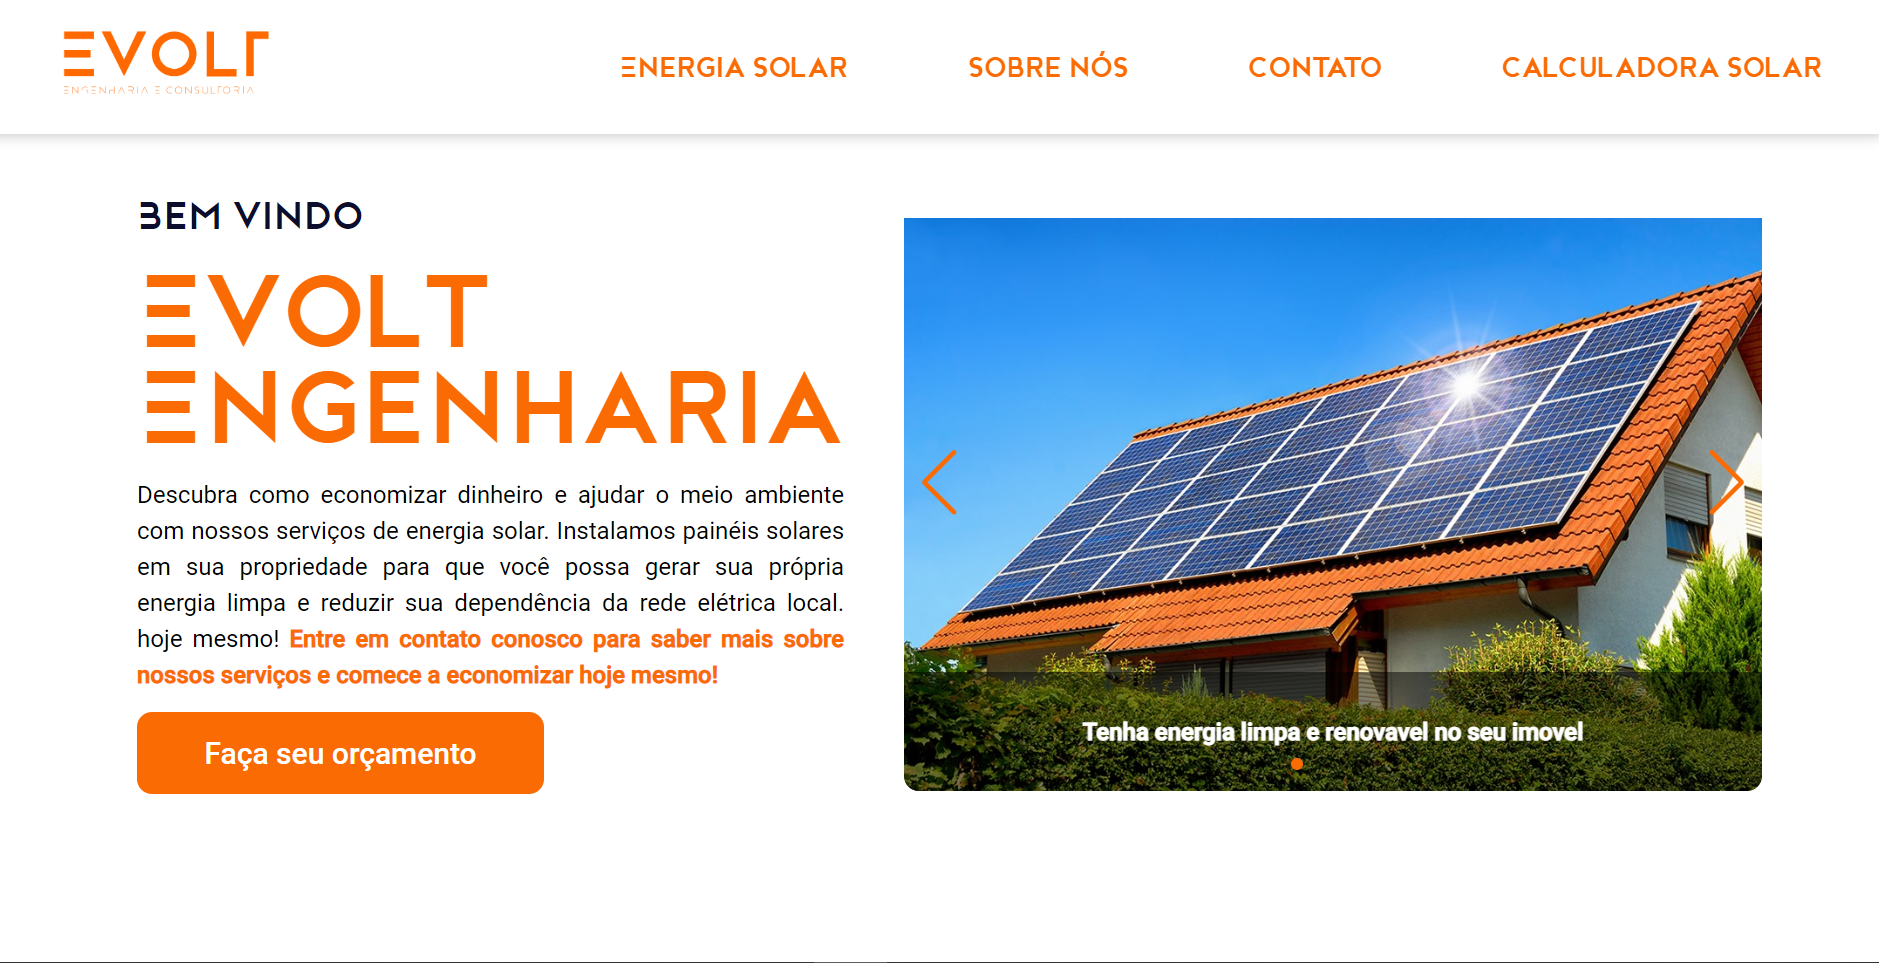 EVOLT
ENGENHARIA E CONSULTORIA
ENERGIA SOLAR
SOBRE NÓS
CONTATO
CALCULADORA SOLAR
BEM VINDO
EVOLT
ENGENHARIA
Descubra como economizar dinheiro e ajudar o meio ambiente
com nossos serviços de energia solar. Instalamos painéis solares
em sua propriedade para que você possa gerar sua própria
energia limpa e reduzir sua dependência da rede elétrica local.
hoje mesmo! Entre em contato conosco para saber mais sobre
nossos serviços e comece a economizar hoje mesmo!
Faça seu orçamento
Tenha energia limpa e renovavel no seu imovel